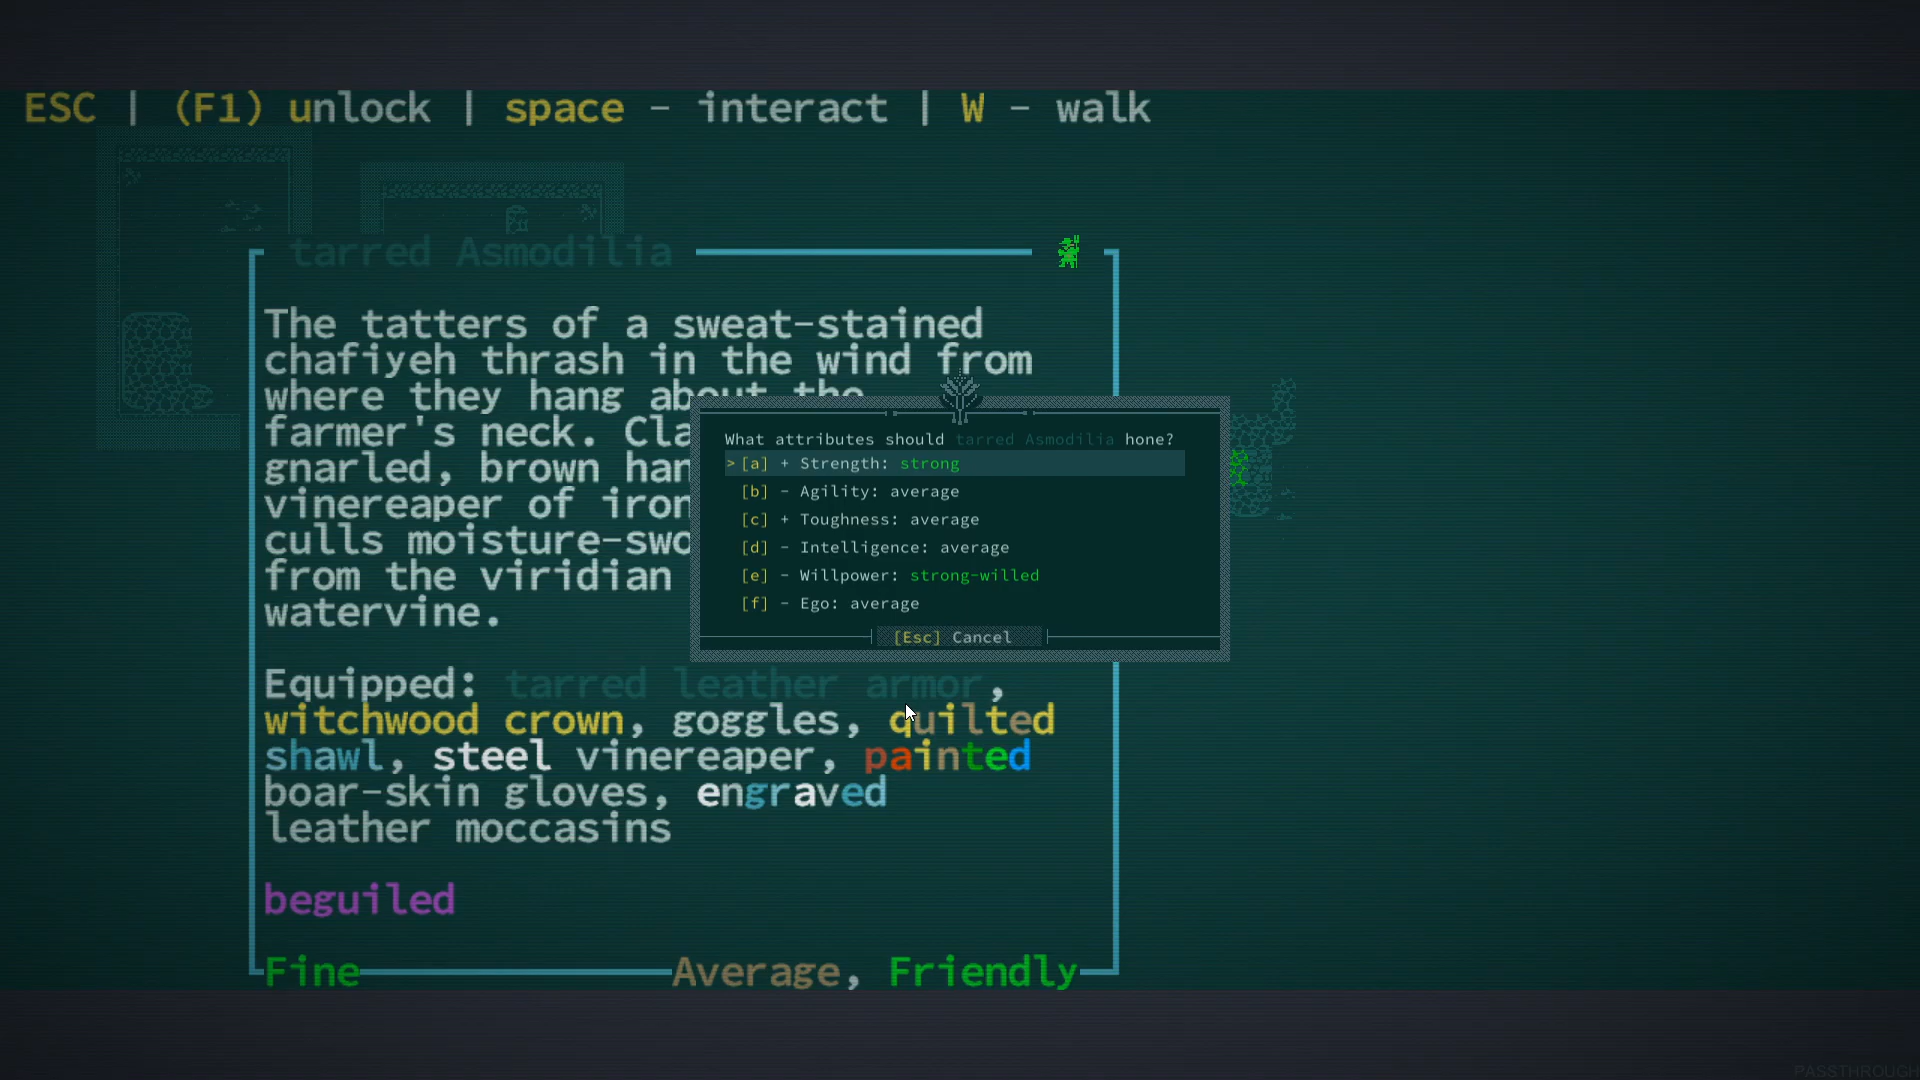 ESC | (F1) unlock | space - interact | W - walk
tarred Asmodilia
The tatters of a sweat-stained
chafiyeh thrash in the wind from
where they hang about the
farmer's neck. Cla
gnarled, brown han
vinereaper of iron
culls moisture-swo
from the viridian
watervine.
What attributes should tarred Asmodilia hone?
>[a] + Strength: strong
[b] - Agility: average
[c] + Toughness: average
[d] - Intelligence: average
[e] - Willpower: strong-willed
[f] - Ego: average
[Esc] Cancel
Equipped: tarred leather armor,
witchwood crown, goggles, quilted
shawl, steel vinereaper, painted
boar-skin gloves, engraved
leather moccasins
beguiled
Fine Average, Friendly
PASSTHROUGH